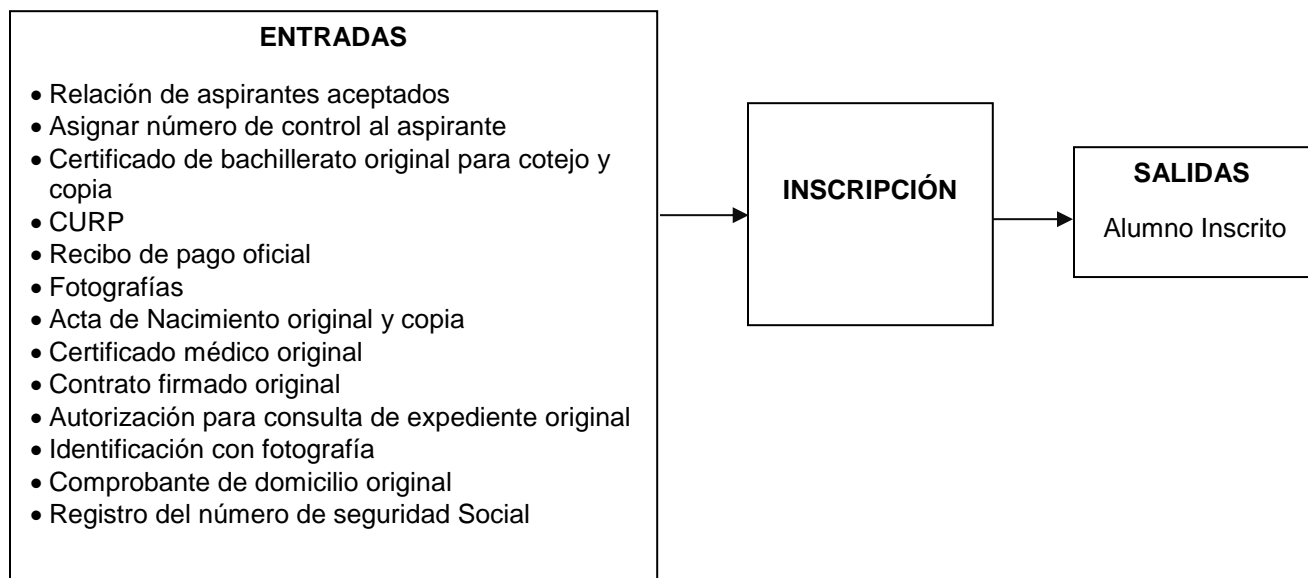 ENTRADAS
• Relación de aspirantes aceptados
• Asignar número de control al aspirante
• Certificado de bachillerato original para cotejo y
copia
• CURP
• Recibo de pago oficial
• Fotografías
• Acta de Nacimiento original y copia
• Certificado médico original
• Contrato firmado original
• Autorización para consulta de expediente original
• Identificación con fotografía
• Comprobante de domicilio original
• Registro del número de seguridad Social
INSCRIPCIÓN
SALIDAS
Alumno Inscrito